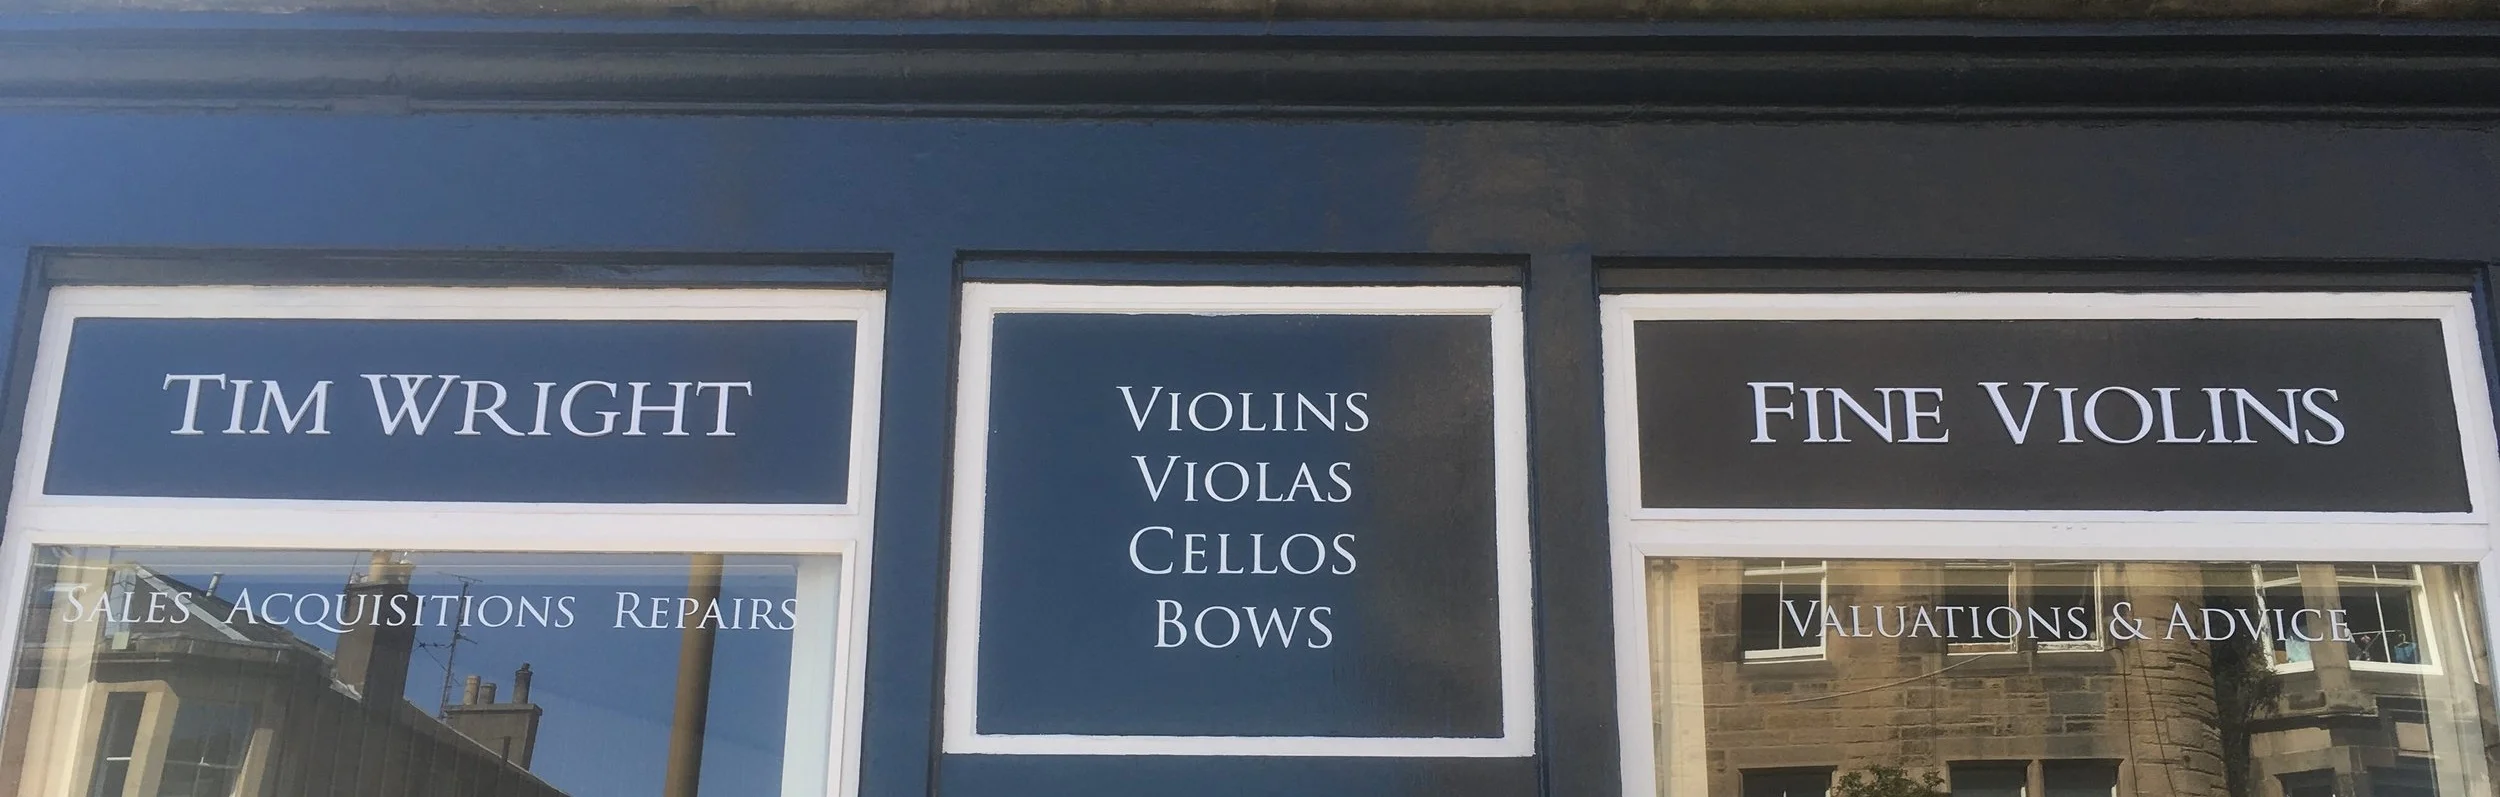 Tim Wright
Sales Acquisitions Repairs
Violins
Violas
Cellos
Bows
Fine Violins
Valuations & Advice